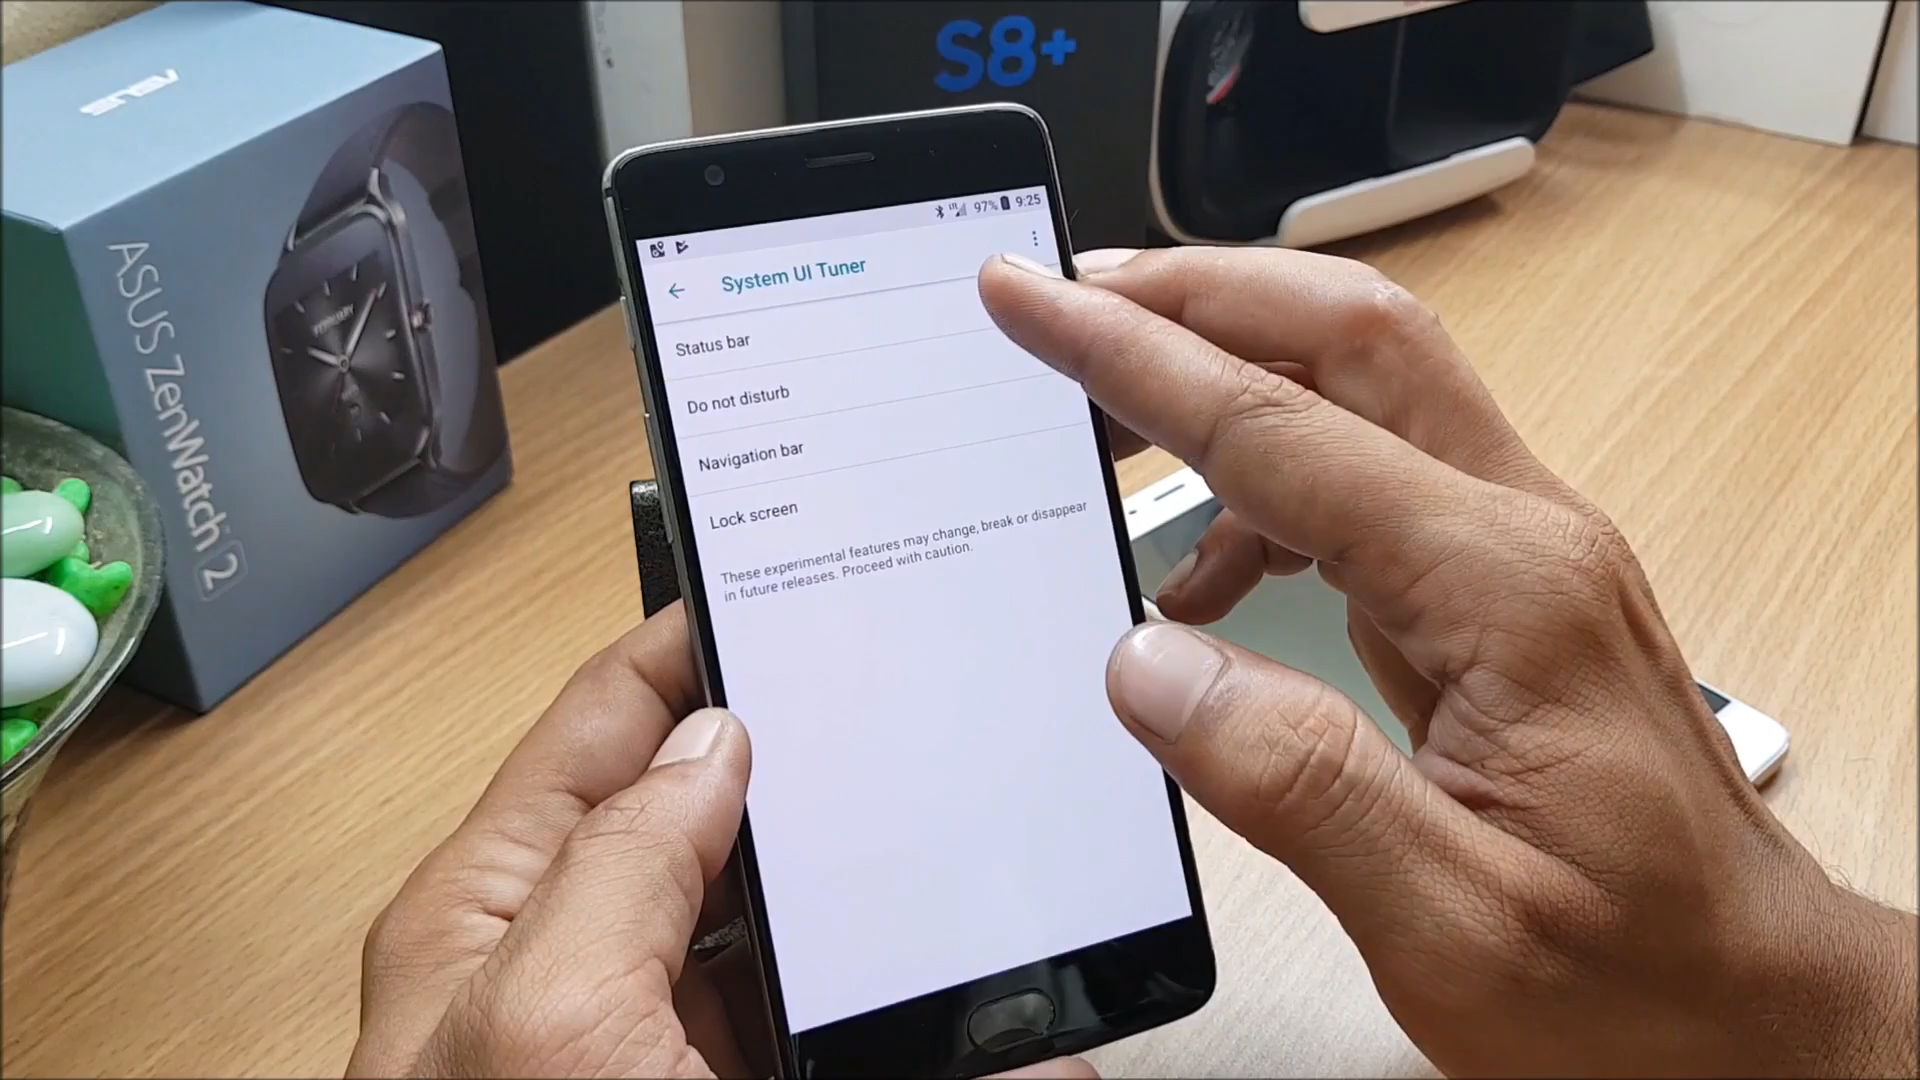 ASUS
S8+
ASUS ZenWatch 2
LTE 97% 9:25
System UI Tuner
Status bar
Do not disturb
Navigation bar
Lock screen
These experimental features may change, break or disappear
in future releases. Proceed with caution.